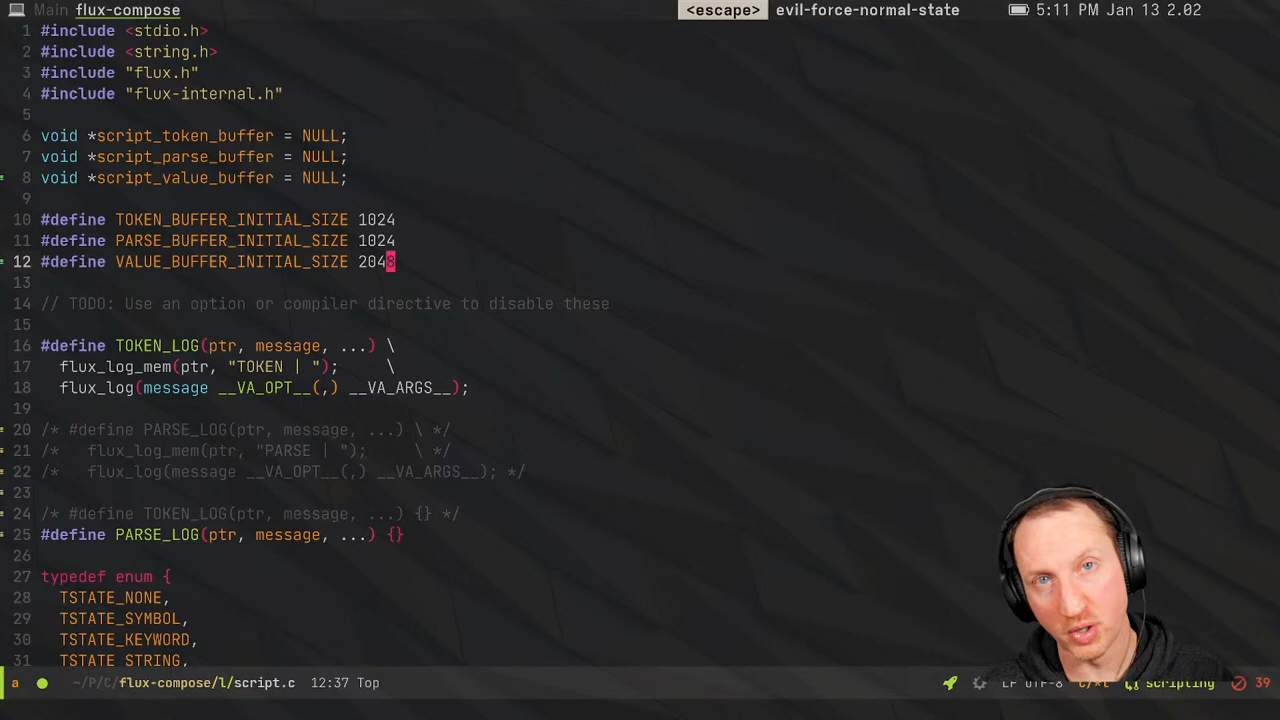 Main flux-compose <escape> evil-force-normal-state 5:11 PM Jan 13 2.02
1 #include <stdio.h>
2 #include <string.h>
3 #include "flux.h"
4 #include "flux-internal.h"
5
6 void *script_token_buffer = NULL;
7 void *script_parse_buffer = NULL;
8 void *script_value_buffer = NULL;
9
10 #define TOKEN_BUFFER_INITIAL_SIZE 1024
11 #define PARSE_BUFFER_INITIAL_SIZE 1024
12 #define VALUE_BUFFER_INITIAL_SIZE 2048
13
14 // TODO: Use an option or compiler directive to disable these
15
16 #define TOKEN_LOG(ptr, message, ...) \
17 flux_log_mem(ptr, "TOKEN | "); \
18 flux_log(message __VA_OPT__(,) __VA_ARGS__);
19
20 /* #define PARSE_LOG(ptr, message, ...) \ */
21 /* flux_log_mem(ptr, "PARSE | "); \ */
22 /* flux_log(message __VA_OPT__(,) __VA_ARGS__); */
23
24 /* #define TOKEN_LOG(ptr, message, ...) {} */
25 #define PARSE_LOG(ptr, message, ...) {}
26
27 typedef enum {
28 TSTATE_NONE,
29 TSTATE_SYMBOL,
30 TSTATE_KEYWORD,
31 TSTATE_STRING,
a ~/P/C/flux-compose/l/script.c 12:37 Top LF UTF-8 C/*l scripting 39